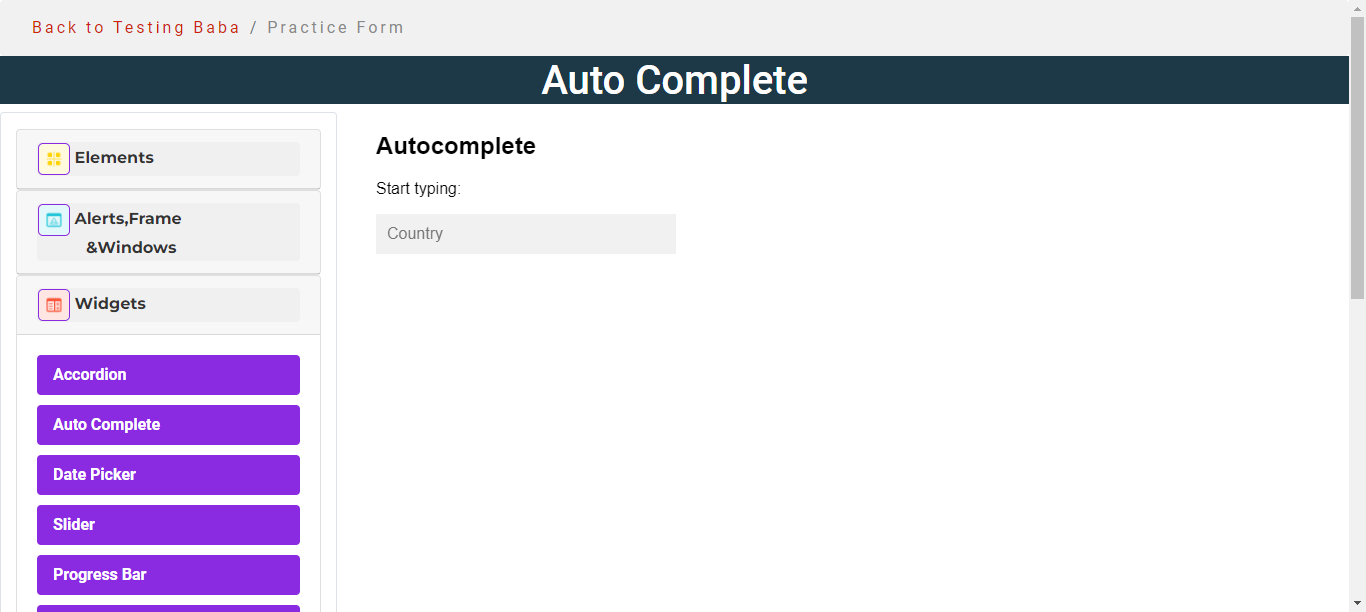 Back to Testing Baba / Practice Form
Auto Complete
Elements
Alerts,Frame
&Windows
Widgets
Accordion
Auto Complete
Date Picker
Slider
Progress Bar
Autocomplete
Start typing:
Country